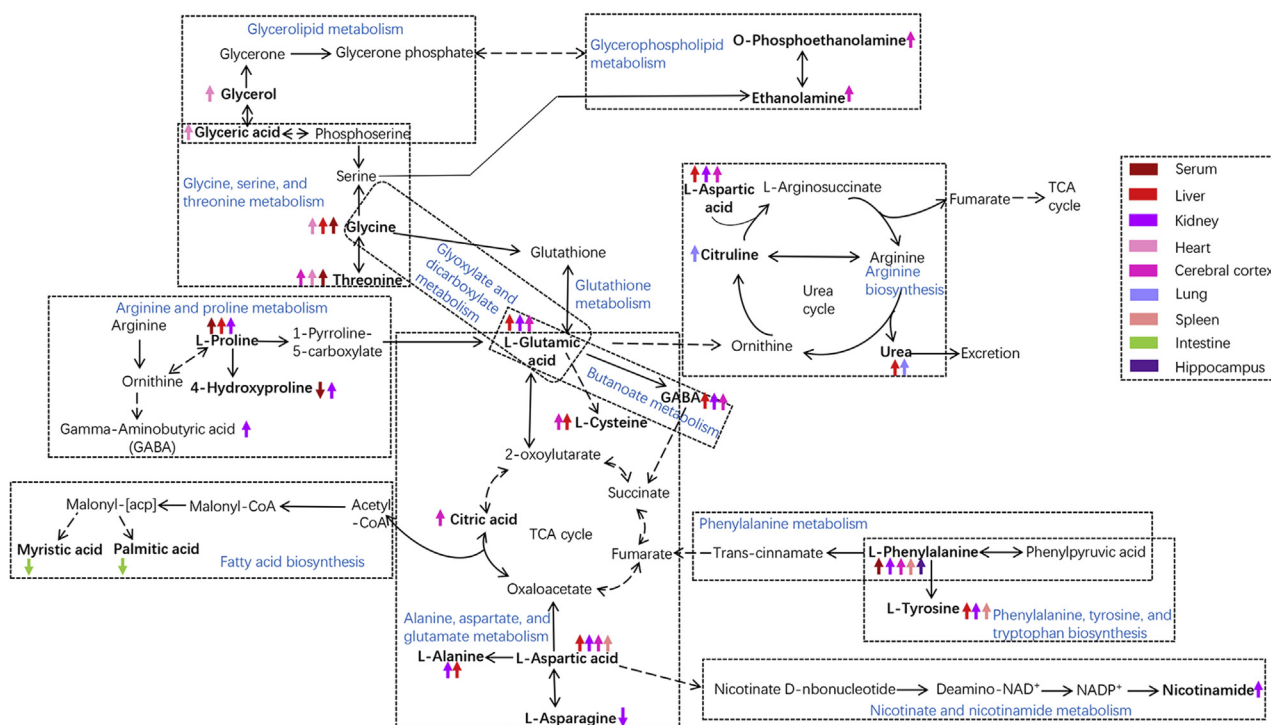 Glycerolipid metabolism
Glycerone
Glycerone phosphate
Glycerol
Glyceric acid
Phosphoserine
Glycerophospholipid
metabolism
O-Phosphoethanolamine
Ethanolamine
Serine
Glycine, serine, and
threonine metabolism
Glycine
Threonine
Glyoxylate and
dicarboxylate
metabolism
Glutathione
Glutathione
metabolism
L-Aspartic
acid
L-Arginosuccinate
Fumarate
TCA
cycle
Citruline
Arginine
Arginine
biosynthesis
Urea
cycle
Ornithine
Urea
Excretion
Serum
Liver
Kidney
Heart
Cerebral cortex
Lung
Spleen
Intestine
Hippocampus
Arginine and proline metabolism
Arginine
L-Proline
1-Pyrroline-
5-carboxylate
Ornithine
4-Hydroxyproline
Gamma-Aminobutyric acid
(GABA)
L-Glutamic
acid
Butanoate metabolism
GABA
L-Cysteine
2-oxoylutarate
Succinate
Citric acid
TCA cycle
Fumarate
Oxaloacetate
Malonyl-[acp]
Malonyl-CoA
Acetyl
-CoA
Myristic acid
Palmitic acid
Fatty acid biosynthesis
Phenylalanine metabolism
Trans-cinnamate
L-Phenylalanine
Phenylpyruvic acid
L-Tyrosine
Phenylalanine, tyrosine, and
tryptophan biosynthesis
Alanine, aspartate, and
glutamate metabolism
L-Alanine
L-Aspartic acid
L-Asparagine
Nicotinate D-nbonucleotide
Deamino-NAD⁺
NADP⁺
Nicotinamide
Nicotinate and nicotinamide metabolism